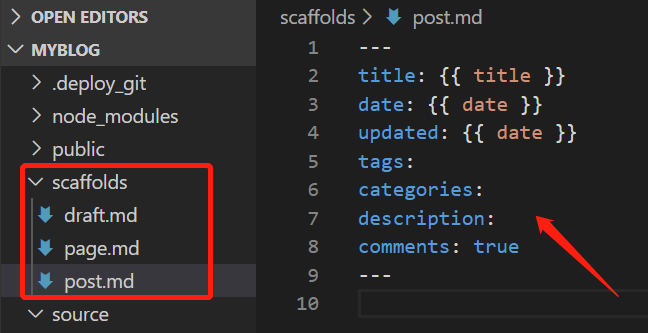 OPEN EDITORS
MYBLOG
.deploy_git
node_modules
public
scaffolds
draft.md
page.md
post.md
source
scaffolds > post.md
1 ---
2 title: {{ title }}
3 date: {{ date }}
4 updated: {{ date }}
5 tags:
6 categories:
7 description:
8 comments: true
9 ---
10